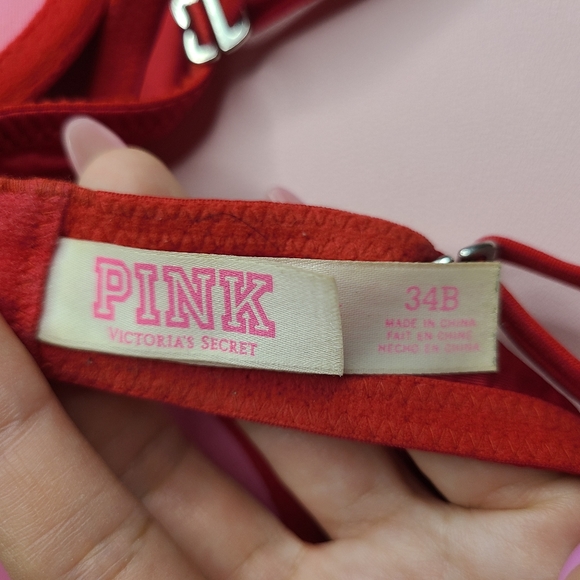 PINK
VICTORIA'S SECRET
34B
MADE IN CHINA
FAIT EN CHINE
HECHO EN CHINA